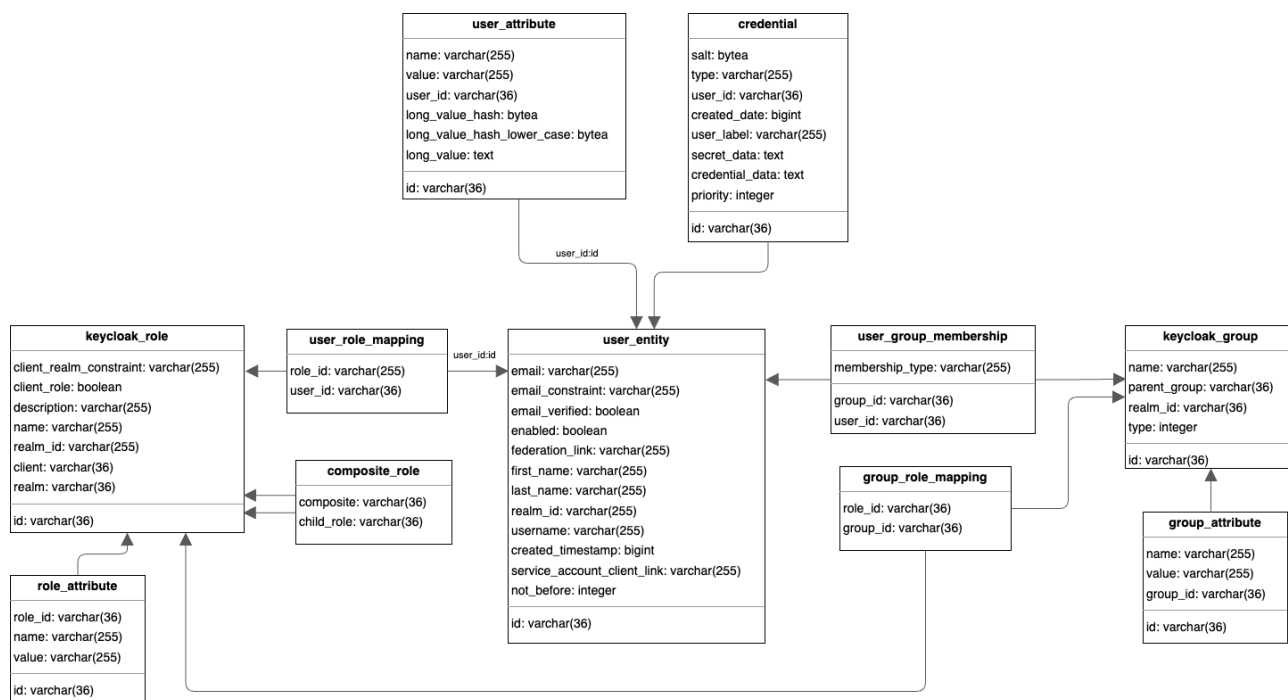 user_attribute
name: varchar(255)
value: varchar(255)
user_id: varchar(36)
long_value_hash: bytea
long_value_hash_lower_case: bytea
long_value: text
id: varchar(36)
credential
salt: bytea
type: varchar(255)
user_id: varchar(36)
created_date: bigint
user_label: varchar(255)
secret_data: text
credential_data: text
priority: integer
id: varchar(36)
user_id:id
keycloak_role
client_realm_constraint: varchar(255)
client_role: boolean
description: varchar(255)
name: varchar(255)
realm_id: varchar(255)
client: varchar(36)
realm: varchar(36)
id: varchar(36)
user_role_mapping
role_id: varchar(255)
user_id: varchar(36)
user_id:id
composite_role
composite: varchar(36)
child_role: varchar(36)
user_entity
email: varchar(255)
email_constraint: varchar(255)
email_verified: boolean
enabled: boolean
federation_link: varchar(255)
first_name: varchar(255)
last_name: varchar(255)
realm_id: varchar(255)
username: varchar(255)
created_timestamp: bigint
service_account_client_link: varchar(255)
not_before: integer
id: varchar(36)
user_group_membership
membership_type: varchar(255)
group_id: varchar(36)
user_id: varchar(36)
keycloak_group
name: varchar(255)
parent_group: varchar(36)
realm_id: varchar(36)
type: integer
id: varchar(36)
group_role_mapping
role_id: varchar(36)
group_id: varchar(36)
group_attribute
name: varchar(255)
value: varchar(255)
group_id: varchar(36)
id: varchar(36)
role_attribute
role_id: varchar(36)
name: varchar(255)
value: varchar(255)
id: varchar(36)